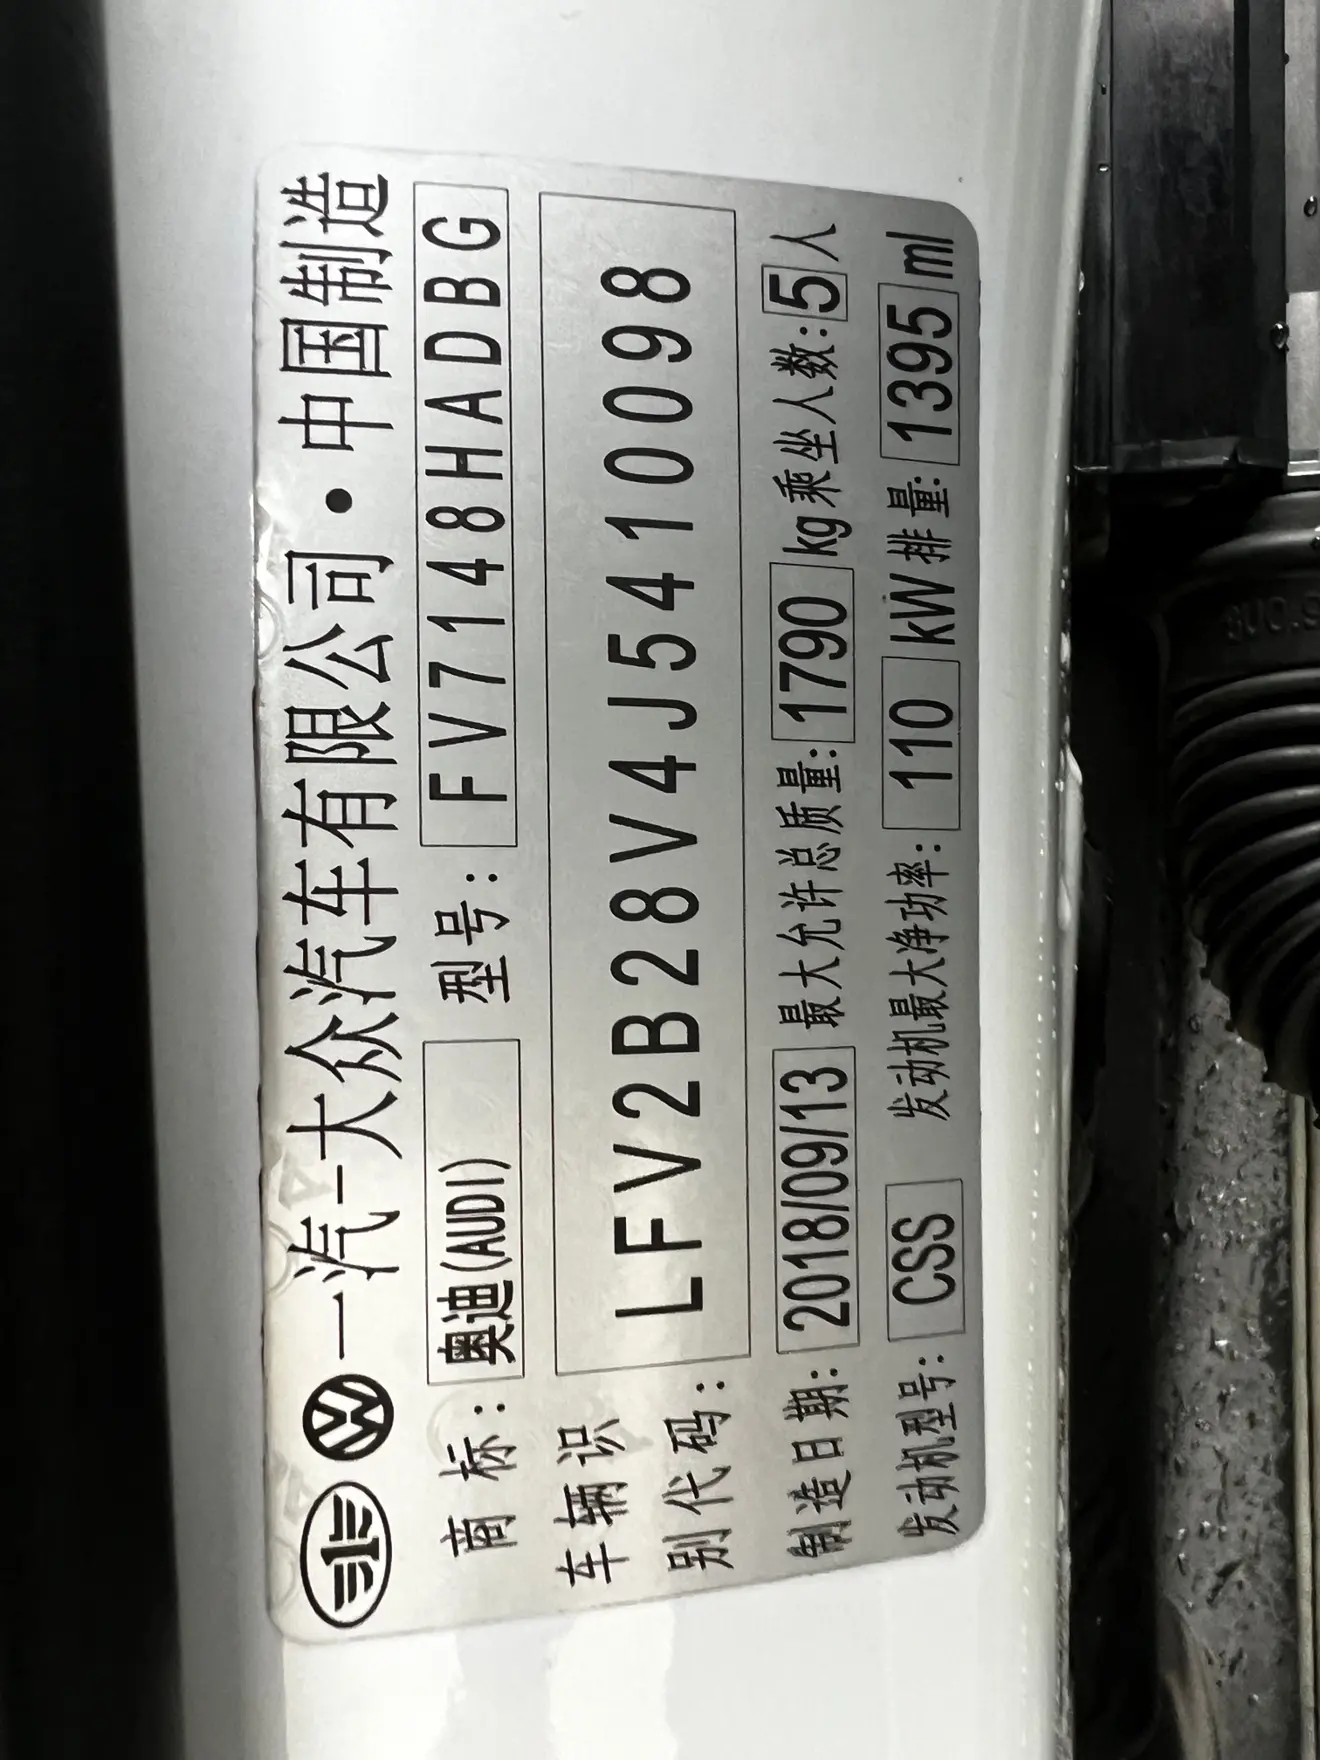 一汽-大众汽车有限公司·中国制造
商标：奥迪(AUDI) 型号：FV7148HADBG
车辆识别代码：LFV2B28V4J5410098
制造日期：2018/09/13 最大允许总质量：1790kg 乘坐人数：5人
发动机型号：CSS 发动机最大净功率：110kW 排量：1395ml